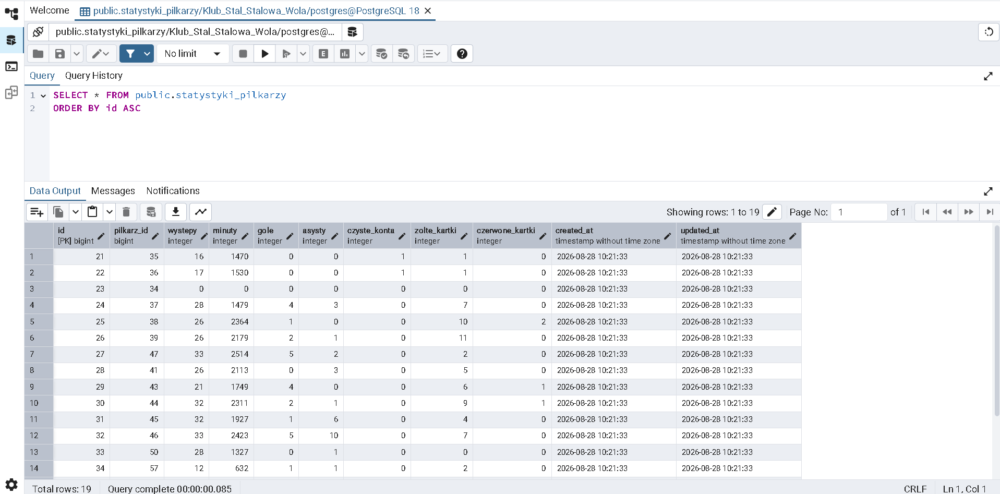 Welcome public.statystyki_pilkarzy/Klub_Stal_Stalowa_Wola/postgres@PostgreSQL 18
public.statystyki_pilkarzy/Klub_Stal_Stalowa_Wola/postgres@...
No limit E
Query Query History
1 SELECT * FROM public.statystyki_pilkarzy
2 ORDER BY id ASC
Data Output Messages Notifications
Showing rows: 1 to 19 Page No: 1 of 1
id pilkarz_id wystepy minuty gole asysty czyste_konta zolte_kartki czerwone_kartki created_at updated_at
[PK] bigint bigint integer integer integer integer integer integer integer timestamp without time zone timestamp without time zone
1 21 35 16 1470 0 0 1 1 0 2026-08-28 10:21:33 2026-08-28 10:21:33
2 22 36 17 1530 0 0 1 1 0 2026-08-28 10:21:33 2026-08-28 10:21:33
3 23 34 0 0 0 0 0 0 0 2026-08-28 10:21:33 2026-08-28 10:21:33
4 24 37 28 1479 4 3 0 7 0 2026-08-28 10:21:33 2026-08-28 10:21:33
5 25 38 26 2364 1 0 0 10 2 2026-08-28 10:21:33 2026-08-28 10:21:33
6 26 39 26 2179 2 1 0 11 0 2026-08-28 10:21:33 2026-08-28 10:21:33
7 27 47 33 2514 5 2 0 2 0 2026-08-28 10:21:33 2026-08-28 10:21:33
8 28 41 26 2113 0 3 0 5 0 2026-08-28 10:21:33 2026-08-28 10:21:33
9 29 43 21 1749 4 0 0 6 1 2026-08-28 10:21:33 2026-08-28 10:21:33
10 30 44 32 2311 2 1 0 9 1 2026-08-28 10:21:33 2026-08-28 10:21:33
11 31 45 32 1927 1 6 0 4 0 2026-08-28 10:21:33 2026-08-28 10:21:33
12 32 46 33 2423 5 10 0 7 0 2026-08-28 10:21:33 2026-08-28 10:21:33
13 33 50 28 1327 0 1 0 0 0 2026-08-28 10:21:33 2026-08-28 10:21:33
14 34 57 12 632 1 1 0 2 0 2026-08-28 10:21:33 2026-08-28 10:21:33
Total rows: 19 Query complete 00:00:00.085 CRLF Ln 1, Col 1